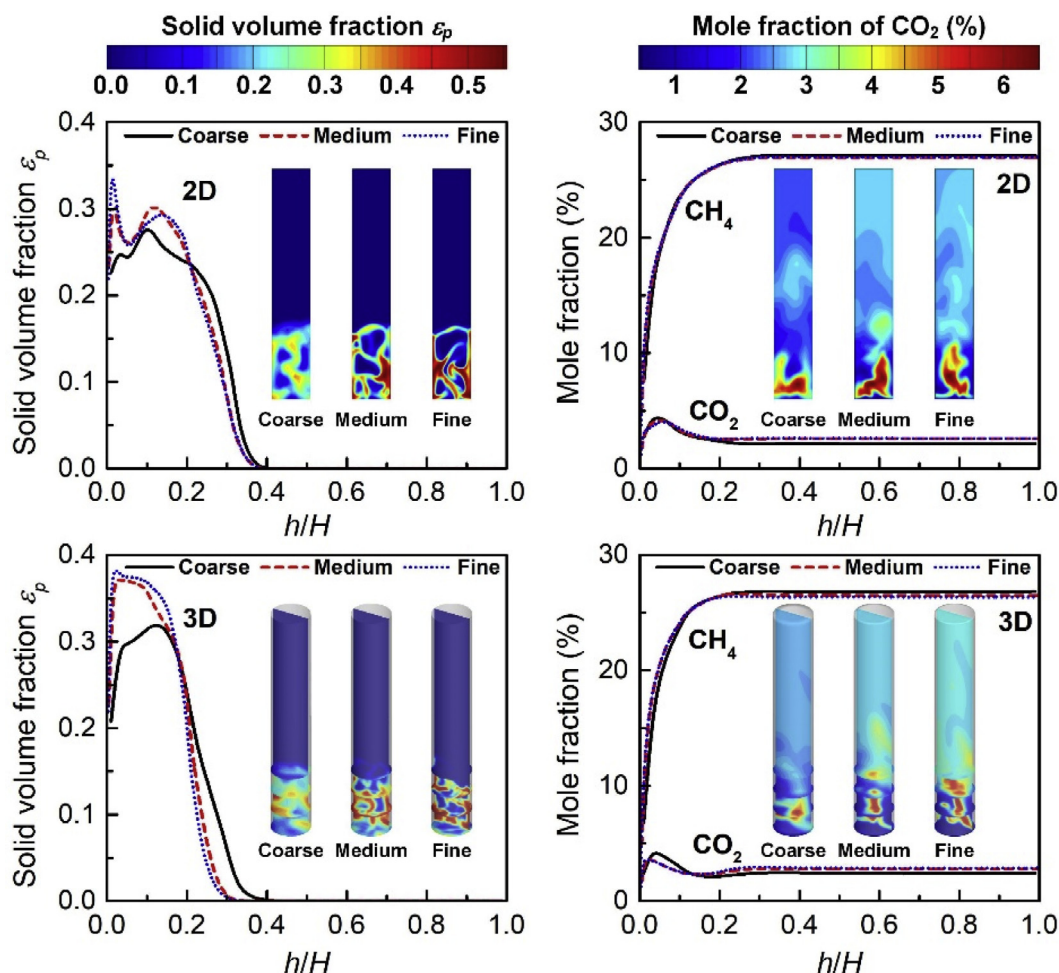 Solid volume fraction εp
0.0 0.1 0.2 0.3 0.4 0.5
Mole fraction of CO2 (%)
1 2 3 4 5 6
Solid volume fraction εp
0.4
0.3
0.2
0.1
0.0
Coarse Medium Fine
2D
Coarse Medium Fine
0.0 0.2 0.4 0.6 0.8 1.0
h/H
Mole fraction (%)
30
20
10
0
Coarse Medium Fine
2D
CH4
CO2
Coarse Medium Fine
0.0 0.2 0.4 0.6 0.8 1.0
h/H
Solid volume fraction εp
0.4
0.3
0.2
0.1
0.0
Coarse Medium Fine
3D
Coarse Medium Fine
0.0 0.2 0.4 0.6 0.8 1.0
h/H
Mole fraction (%)
30
20
10
0
Coarse Medium Fine
3D
CH4
CO2
Coarse Medium Fine
0.0 0.2 0.4 0.6 0.8 1.0
h/H